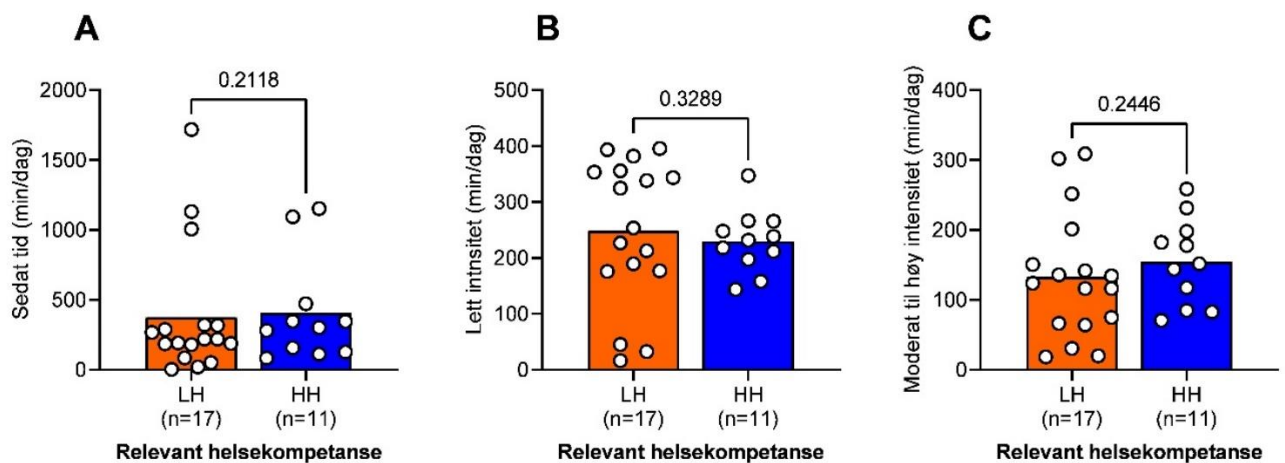 A
0.2118
Sedat tid (min/dag)
2000
1500
1000
500
0
LH
(n=17)
HH
(n=11)
Relevant helsekompetanse
B
0.3289
Lett intnsitet (min/dag)
500
400
300
200
100
0
LH
(n=17)
HH
(n=11)
Relevant helsekompetanse
C
0.2446
Moderat til høy intensitet (min/dag)
400
300
200
100
0
LH
(n=17)
HH
(n=11)
Relevant helsekompetanse